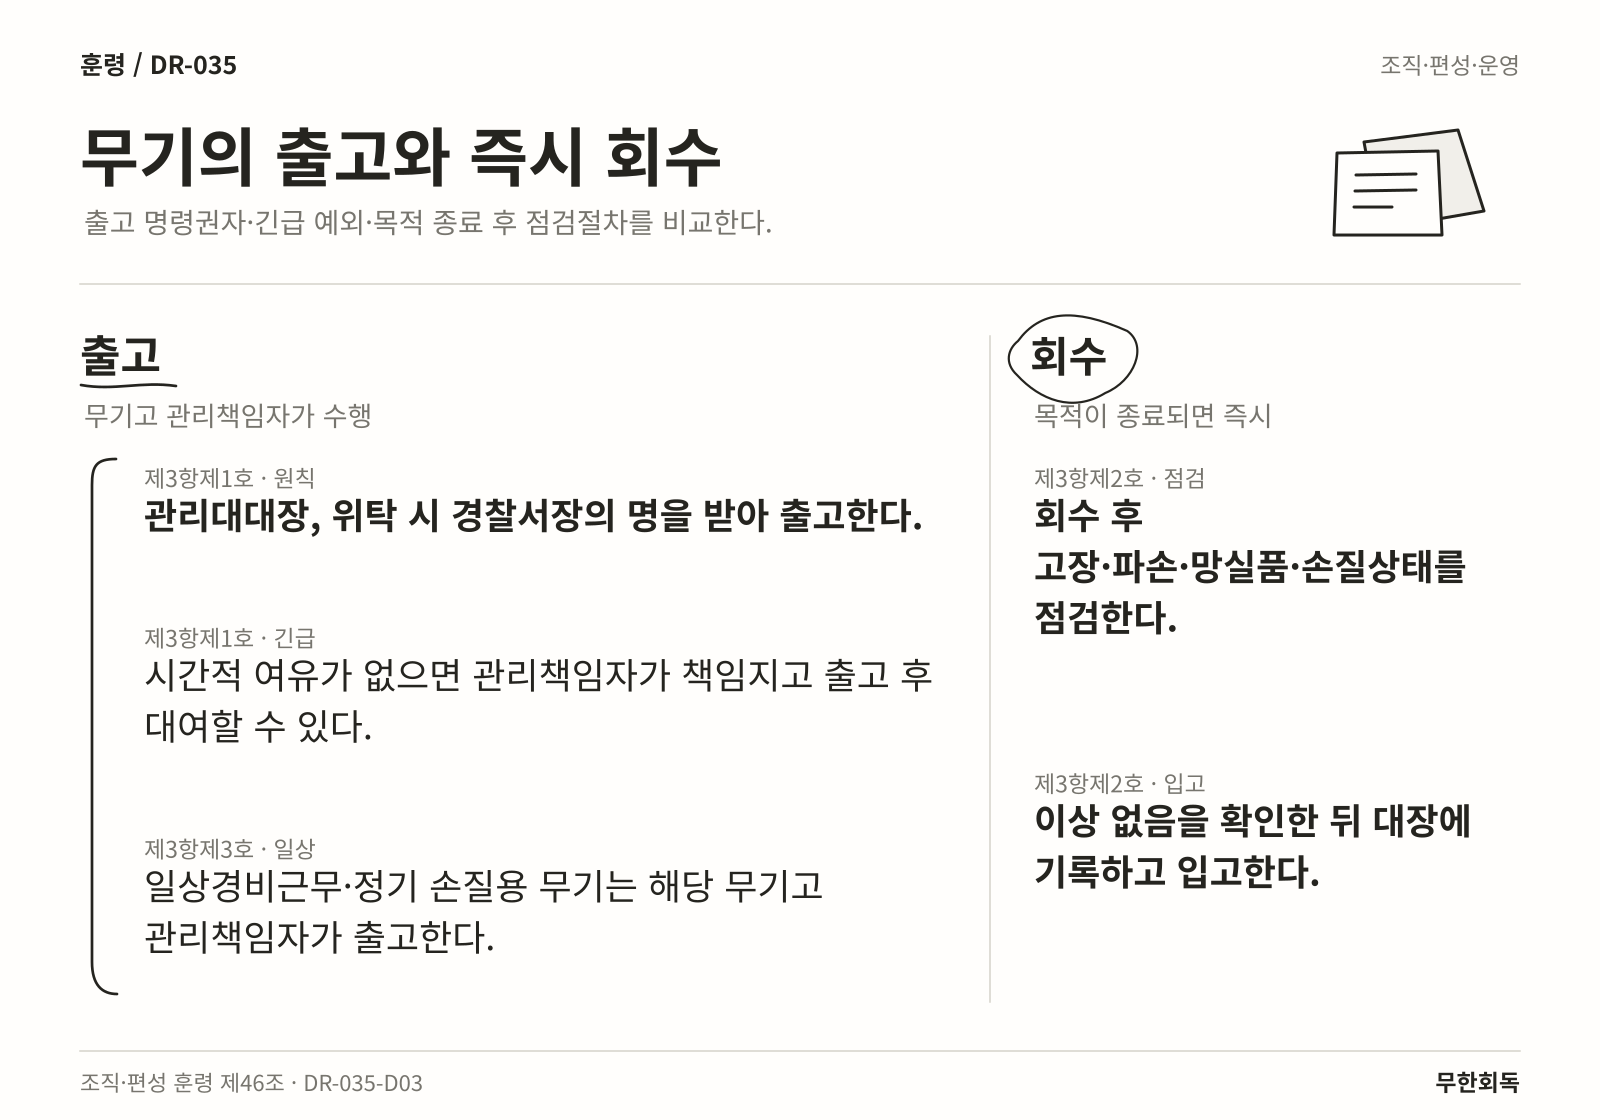 훈령 / DR-035
조직·편성·운영
무기의 출고와 즉시 회수
출고 명령권자·긴급 예외·목적 종료 후 점검절차를 비교한다.
출고
무기고 관리책임자가 수행
제3항제1호 · 원칙
관리대대장, 위탁 시 경찰서장의 명을 받아 출고한다.
제3항제1호 · 긴급
시간적 여유가 없으면 관리책임자가 책임지고 출고 후
대여할 수 있다.
제3항제3호 · 일상
일상경비근무·정기 손질용 무기는 해당 무기고
관리책임자가 출고한다.
회수
목적이 종료되면 즉시
제3항제2호 · 점검
회수 후
고장·파손·망실품·손질상태를
점검한다.
제3항제2호 · 입고
이상 없음을 확인한 뒤 대장에
기록하고 입고한다.
조직·편성 훈령 제46조 · DR-035-D03
무한회독